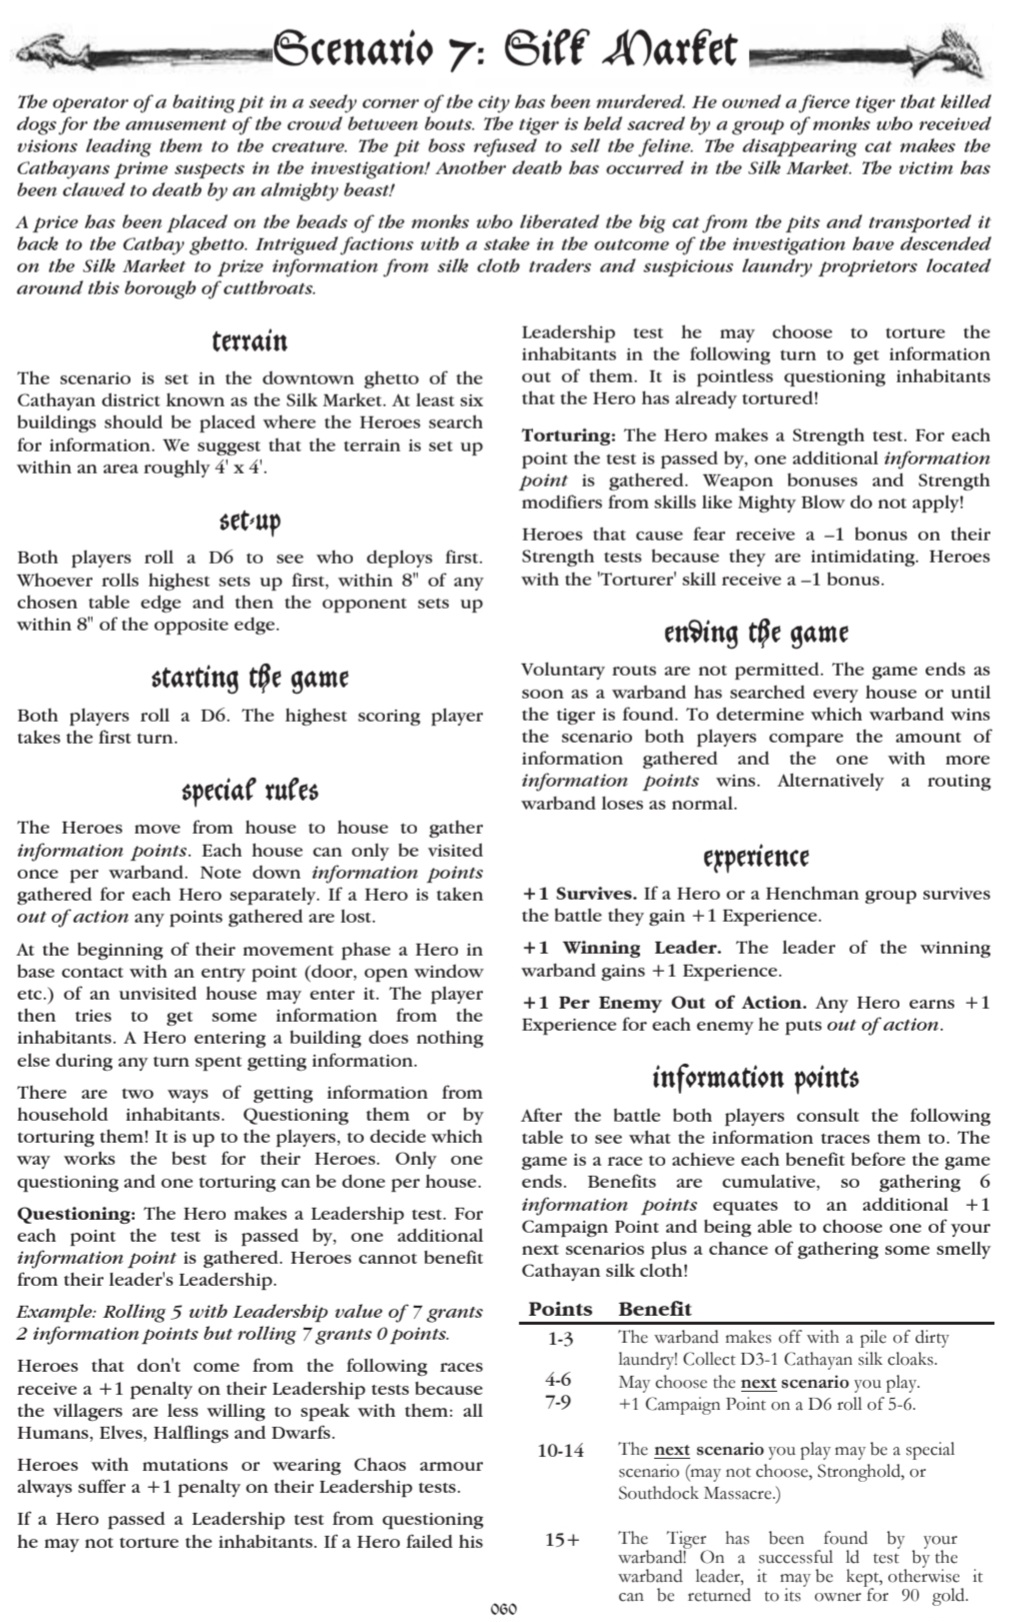 Scenario 7: Silk Market
The operator of a baiting pit in a seedy corner of the city has been murdered. He owned a fierce tiger that killed
dogs for the amusement of the crowd between bouts. The tiger is held sacred by a group of monks who received
visions leading them to the creature. The pit boss refused to sell the feline. The disappearing cat makes the
Cathayans prime suspects in the investigation! Another death has occurred in the Silk Market. The victim has
been clawed to death by an almighty beast!
A price has been placed on the heads of the monks who liberated the big cat from the pits and transported it
back to the Cathay ghetto. Intrigued factions with a stake in the outcome of the investigation have descended
on the Silk Market to prize information from silk cloth traders and suspicious laundry proprietors located
around this borough of cutthroats.
terrain
The scenario is set in the downtown ghetto of the
Cathayan district known as the Silk Market. At least six
buildings should be placed where the Heroes search
for information. We suggest that the terrain is set up
within an area roughly 4' x 4'.
set-up
Both players roll a D6 to see who deploys first.
Whoever rolls highest sets up first, within 8" of any
chosen table edge and then the opponent sets up
within 8" of the opposite edge.
starting the game
Both players roll a D6. The highest scoring player
takes the first turn.
special rules
The Heroes move from house to house to gather
information points. Each house can only be visited
once per warband. Note down information points
gathered for each Hero separately. If a Hero is taken
out of action any points gathered are lost.
At the beginning of their movement phase a Hero in
base contact with an entry point (door, open window
etc.) of an unvisited house may enter it. The player
then tries to get some information from the
inhabitants. A Hero entering a building does nothing
else during any turn spent getting information.
There are two ways of getting information from
household inhabitants. Questioning them or by
torturing them! It is up to the players, to decide which
way works the best for their Heroes. Only one
questioning and one torturing can be done per house.
Questioning: The Hero makes a Leadership test. For
each point the test is passed by, one additional
information point is gathered. Heroes cannot benefit
from their leader's Leadership.
Example: Rolling 5 with Leadership value of 7 grants
2 information points but rolling 7 grants 0 points.
Heroes that don't come from the following races
receive a +1 penalty on their Leadership tests because
the villagers are less willing to speak with them: all
Humans, Elves, Halflings and Dwarfs.
Heroes with mutations or wearing Chaos armour
always suffer a +1 penalty on their Leadership tests.
If a Hero passed a Leadership test from questioning
he may not torture the inhabitants. If a Hero failed his
Leadership test he may choose to torture the
inhabitants in the following turn to get information
out of them. It is pointless questioning inhabitants
that the Hero has already tortured!
Torturing: The Hero makes a Strength test. For each
point the test is passed by, one additional information
point is gathered. Weapon bonuses and Strength
modifiers from skills like Mighty Blow do not apply!
Heroes that cause fear receive a –1 bonus on their
Strength tests because they are intimidating. Heroes
with the 'Torturer' skill receive a –1 bonus.
ending the game
Voluntary routs are not permitted. The game ends as
soon as a warband has searched every house or until
the tiger is found. To determine which warband wins
the scenario both players compare the amount of
information gathered and the one with more
information points wins. Alternatively a routing
warband loses as normal.
experience
+1 Survives. If a Hero or a Henchman group survives
the battle they gain +1 Experience.
+1 Winning Leader. The leader of the winning
warband gains +1 Experience.
+1 Per Enemy Out of Action. Any Hero earns +1
Experience for each enemy he puts out of action.
information points
After the battle both players consult the following
table to see what the information traces them to. The
game is a race to achieve each benefit before the game
ends. Benefits are cumulative, so gathering 6
information points equates to an additional +1
Campaign Point and being able to choose one of your
next scenarios plus a chance of gathering some smelly
Cathayan silk cloth!
Points Benefit
1-3 The warband makes off with a pile of dirty
laundry! Collect D3-1 Cathayan silk cloaks.
4-6 May choose the next scenario you play.
7-9 +1 Campaign Point on a D6 roll of 5-6.
10-14 The next scenario you play may be a special
scenario (may not choose, Stronghold, or
Southdock Massacre.)
15+ The Tiger has been found by your
warband! On a successful ld test by the
warband leader, it may be kept, otherwise it
can be returned to its owner for 90 gold.
060